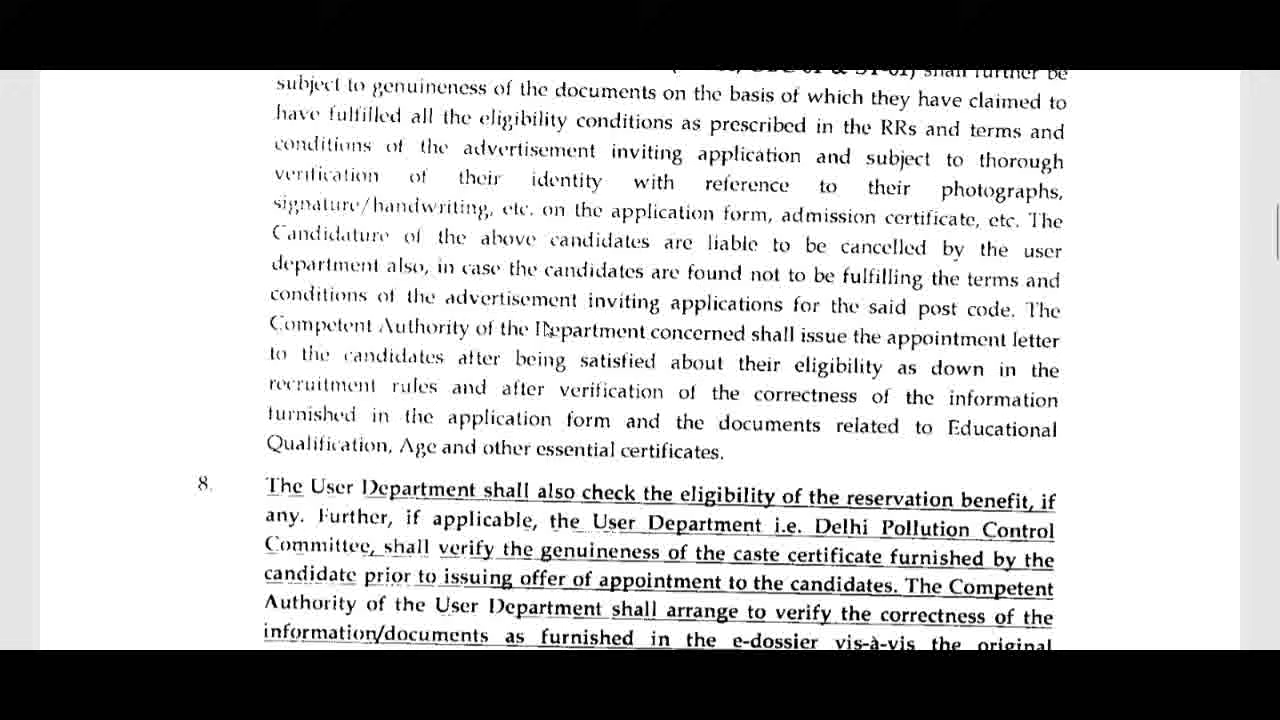 shall further be
subject to genuineness of the documents on the basis of which they have claimed to
have fulfilled all the eligibility conditions as prescribed in the RRs and terms and
conditions of the advertisement inviting application and subject to thorough
verification of their identity with reference to their photographs,
signature/handwriting, etc. on the application form, admission certificate, etc. The
Candidature of the above candidates are liable to be cancelled by the user
department also, in case the candidates are found not to be fulfilling the terms and
conditions of the advertisement inviting applications for the said post code. The
Competent Authority of the Department concerned shall issue the appointment letter
to the candidates after being satisfied about their eligibility as down in the
recruitment rules and after verification of the correctness of the information
furnished in the application form and the documents related to Educational
Qualification, Age and other essential certificates.
8. The User Department shall also check the eligibility of the reservation benefit, if
any. Further, if applicable, the User Department i.e. Delhi Pollution Control
Committee, shall verify the genuineness of the caste certificate furnished by the
candidate prior to issuing offer of appointment to the candidates. The Competent
Authority of the User Department shall arrange to verify the correctness of the
information/documents as furnished in the e-dossier vis-à-vis the original